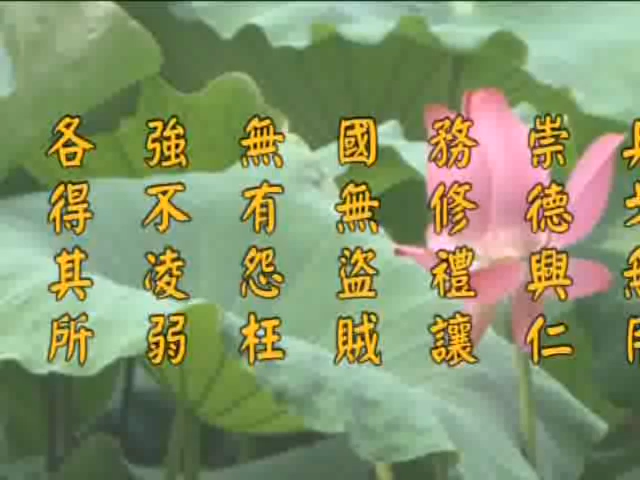 崇德興仁
務修禮讓
國無盜賊
無有怨枉
強不凌弱
各得其所